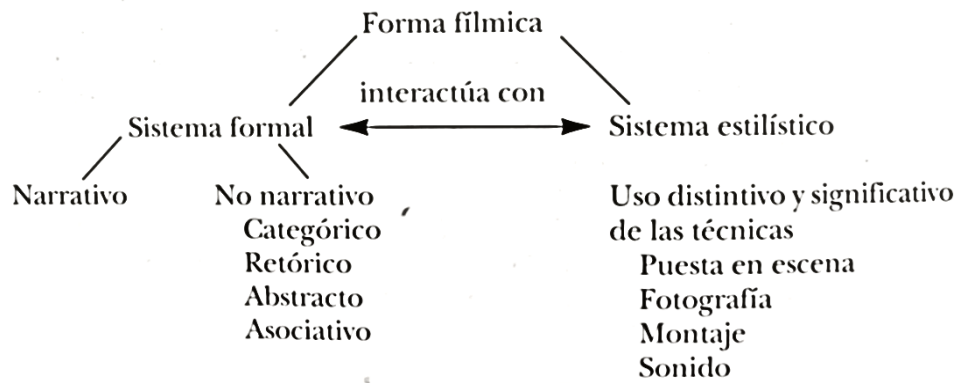 Forma fílmica
interactúa con
Sistema formal
Sistema estilístico
Narrativo
No narrativo
Categórico
Retórico
Abstracto
Asociativo
Uso distintivo y significativo
de las técnicas
Puesta en escena
Fotografía
Montaje
Sonido